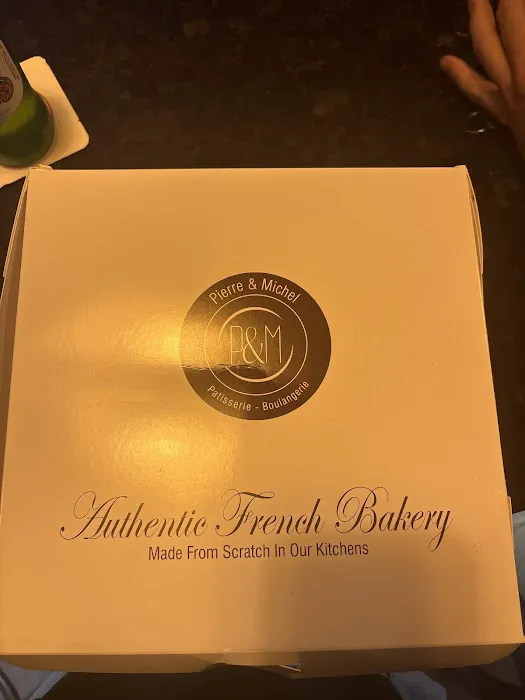 Pierre & Michel
P&M
Patisserie - Boulangerie
Authentic French Bakery
Made From Scratch In Our Kitchens